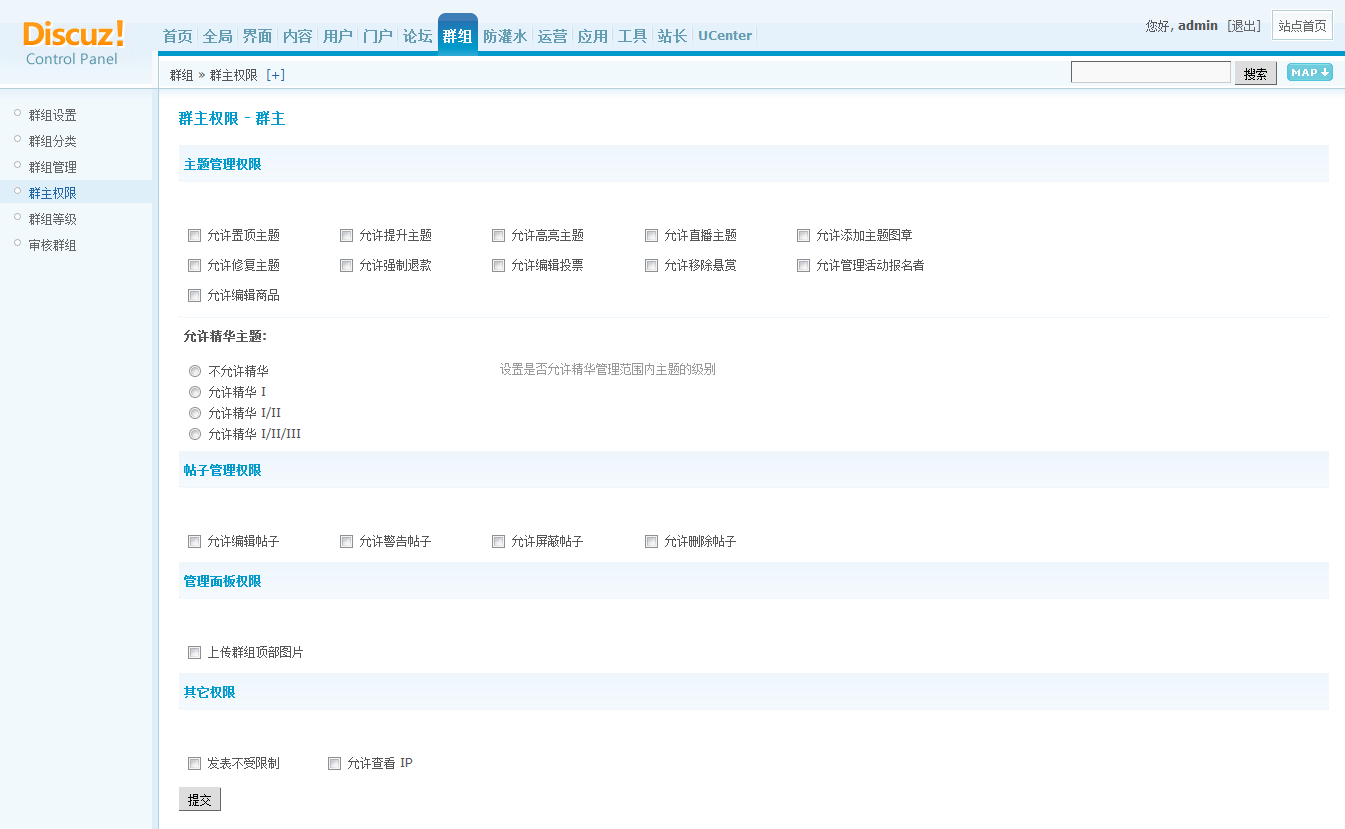 Discuz!
Control Panel
首页 全局 界面 内容 用户 门户 论坛 群组 防灌水 运营 应用 工具 站长 UCenter
您好, admin [退出] 站点首页
群组 » 群主权限 [+]
搜索 MAP
群组设置
群组分类
群组管理
群主权限
群组等级
审核群组
群主权限 - 群主
主题管理权限
允许置顶主题 允许提升主题 允许高亮主题 允许直播主题 允许添加主题图章
允许修复主题 允许强制退款 允许编辑投票 允许移除悬赏 允许管理活动报名者
允许编辑商品
允许精华主题:
不允许精华 设置是否允许精华管理范围内主题的级别
允许精华 I
允许精华 I/II
允许精华 I/II/III
帖子管理权限
允许编辑帖子 允许警告帖子 允许屏蔽帖子 允许删除帖子
管理面板权限
上传群组顶部图片
其它权限
发表不受限制 允许查看 IP
提交